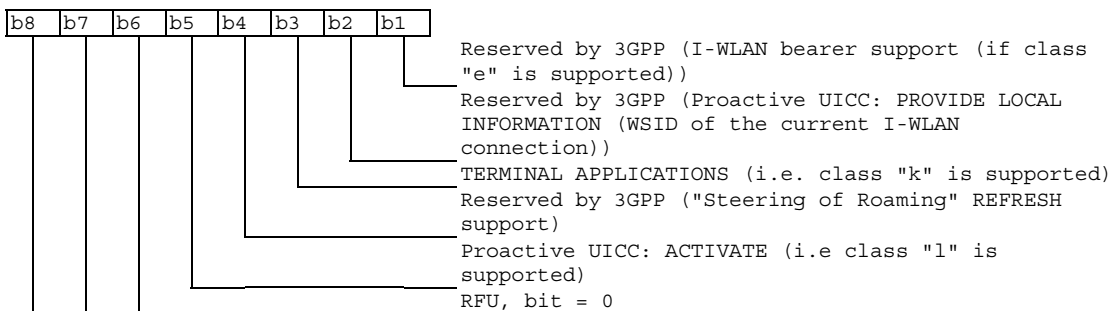 b8 b7 b6 b5 b4 b3 b2 b1
Reserved by 3GPP (I-WLAN bearer support (if class
"e" is supported))
Reserved by 3GPP (Proactive UICC: PROVIDE LOCAL
INFORMATION (WSID of the current I-WLAN
connection))
TERMINAL APPLICATIONS (i.e. class "k" is supported)
Reserved by 3GPP ("Steering of Roaming" REFRESH
support)
Proactive UICC: ACTIVATE (i.e class "l" is
supported)
RFU, bit = 0